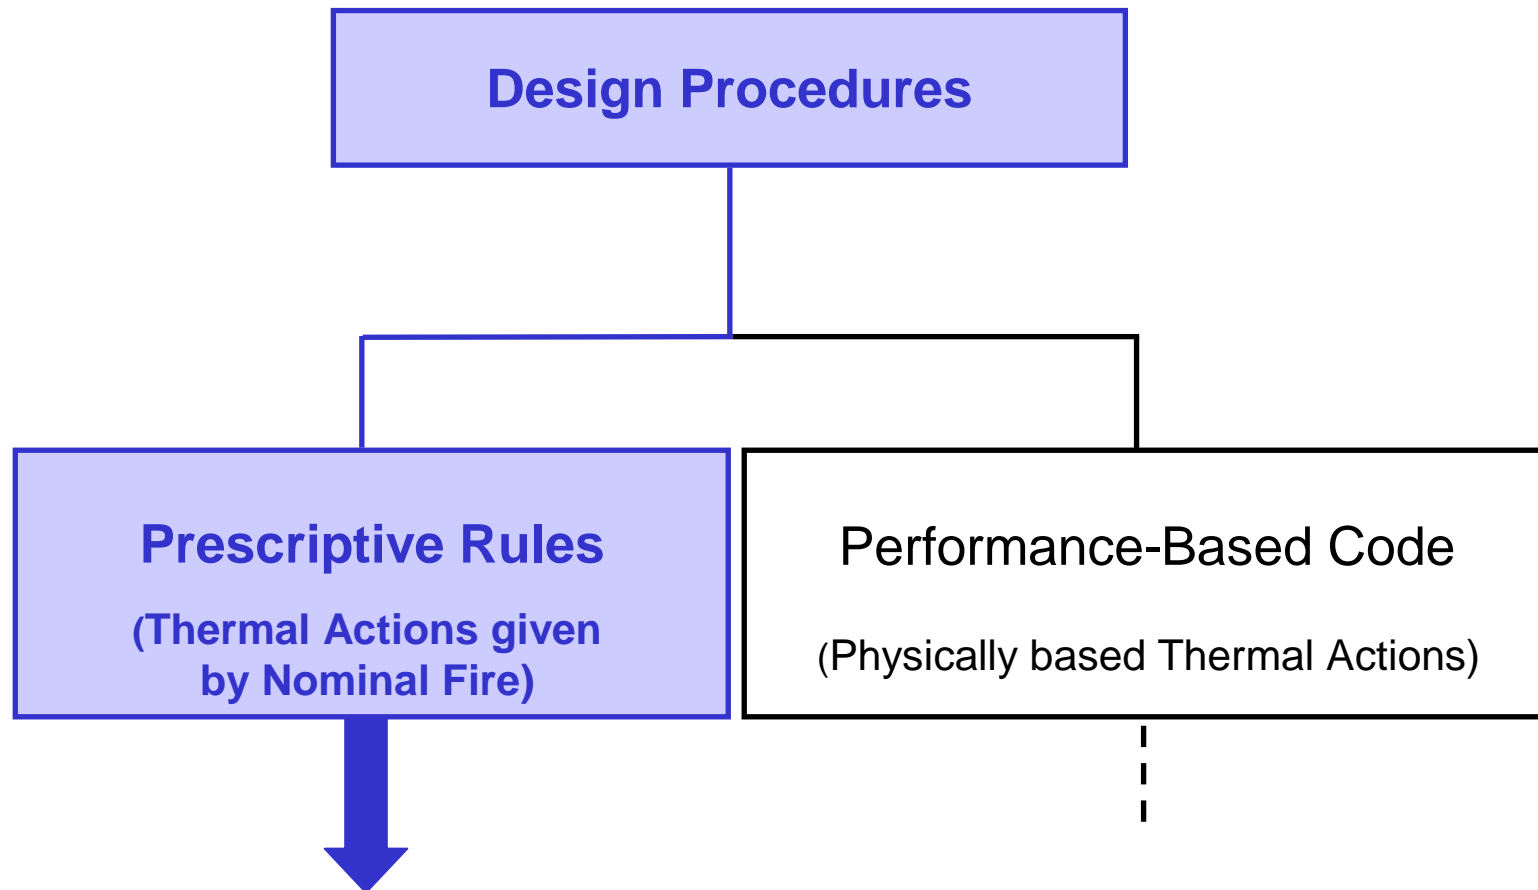 Design Procedures
Prescriptive Rules
(Thermal Actions given
by Nominal Fire)
Performance-Based Code
(Physically based Thermal Actions)